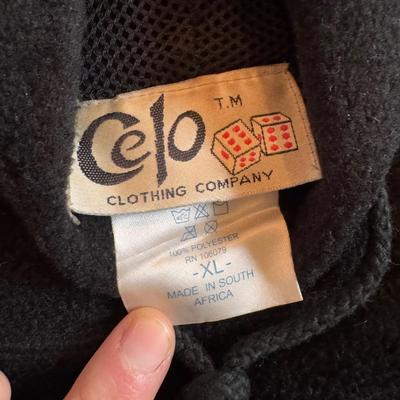 Celo T.M
CLOTHING COMPANY
100% POLYESTER
RN 106079
-XL-
MADE IN SOUTH
AFRICA